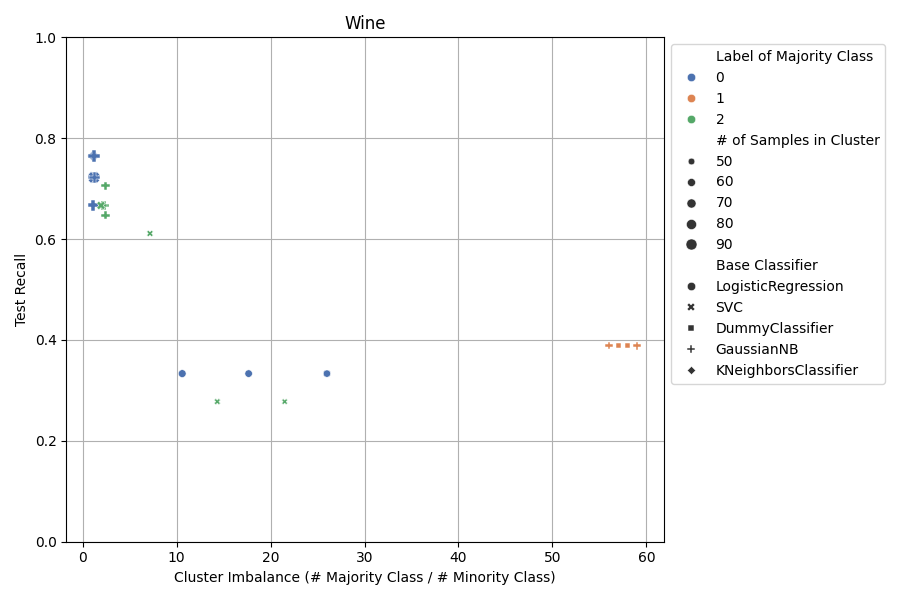 Wine
1.0
0.8
0.6
0.4
0.2
0.0
Test Recall
0 10 20 30 40 50 60
Cluster Imbalance (# Majority Class / # Minority Class)
Label of Majority Class
0
1
2
# of Samples in Cluster
50
60
70
80
90
Base Classifier
LogisticRegression
SVC
DummyClassifier
GaussianNB
KNeighborsClassifier